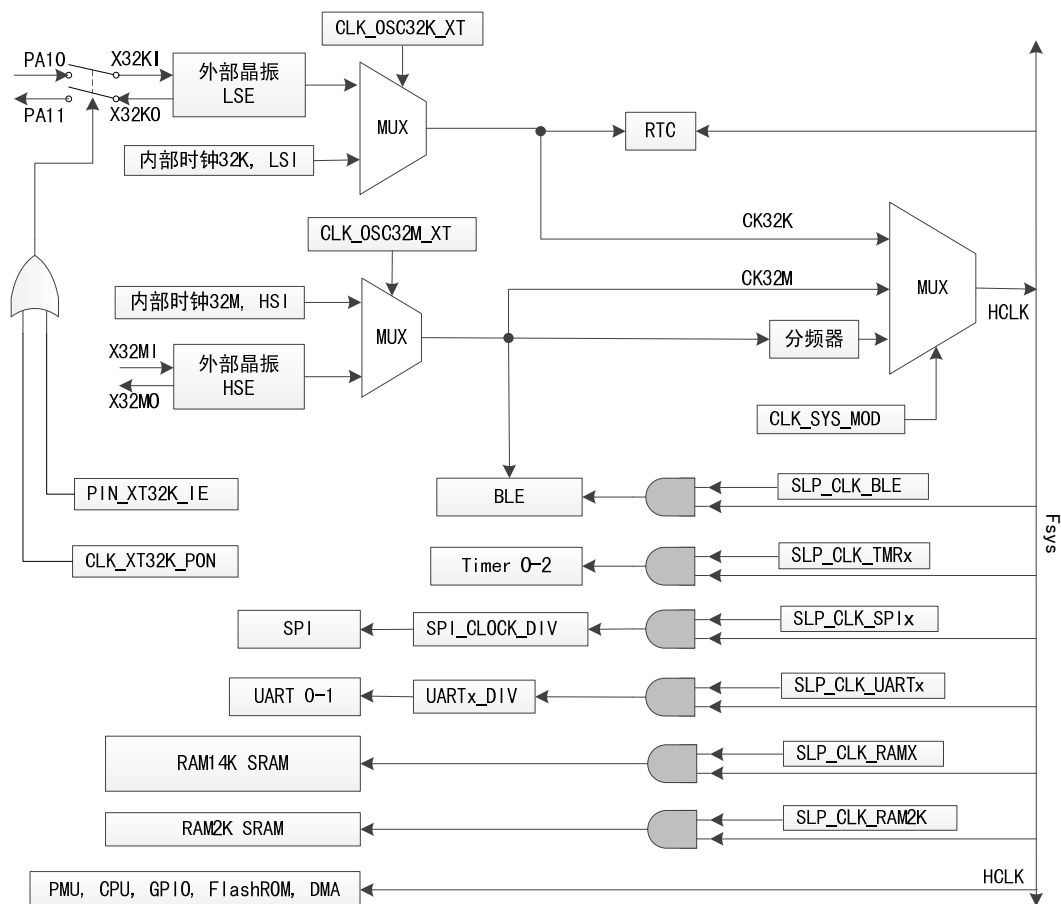 CLK_OSC32K_XT
PA10
X32KI
外部晶振
LSE
PA11
X32KO
MUX
RTC
内部时钟32K, LSI
CK32K
CLK_OSC32M_XT
CK32M
MUX
HCLK
内部时钟32M, HSI
MUX
分频器
X32MI
外部晶振
HSE
X32MO
CLK_SYS_MOD
PIN_XT32K_IE
BLE
SLP_CLK_BLE
Fsys
CLK_XT32K_PON
Timer 0-2
SLP_CLK_TMRx
SPI
SPI_CLOCK_DIV
SLP_CLK_SPIx
UART 0-1
UARTx_DIV
SLP_CLK_UARTx
RAM14K SRAM
SLP_CLK_RAMX
RAM2K SRAM
SLP_CLK_RAM2K
PMU, CPU, GPIO, FlashROM, DMA
HCLK